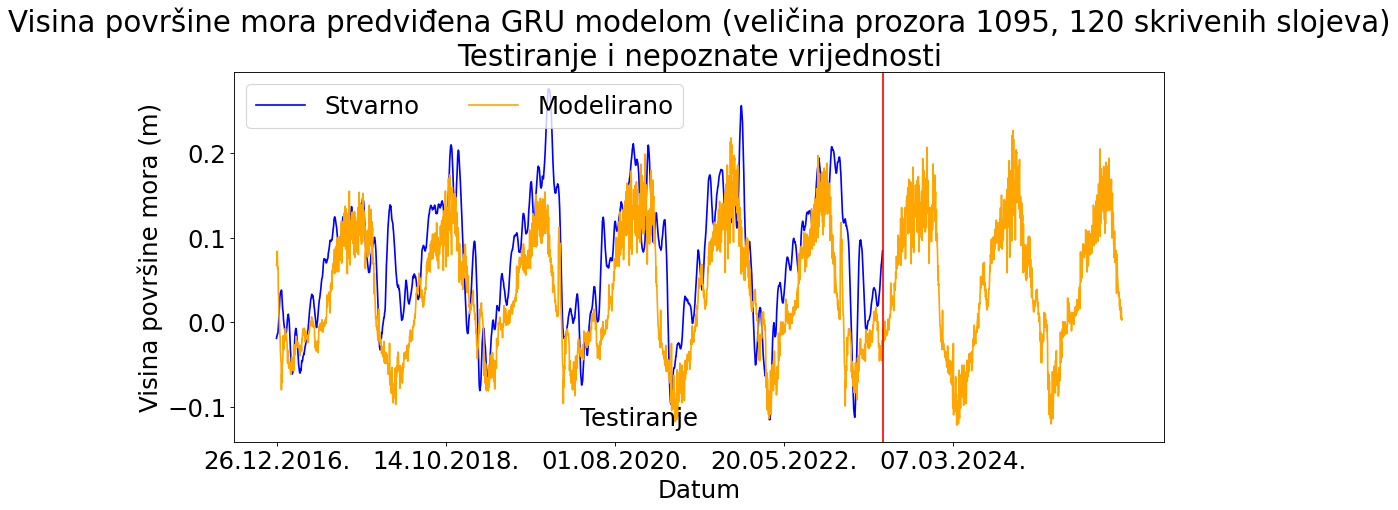 Visina površine mora predviđena GRU modelom (veličina prozora 1095, 120 skrivenih slojeva)
Testiranje i nepoznate vrijednosti
Stvarno
Modelirano
Visina površine mora (m)
0.2
0.1
0.0
−0.1
Testiranje
26.12.2016.
14.10.2018.
01.08.2020.
20.05.2022.
07.03.2024.
Datum